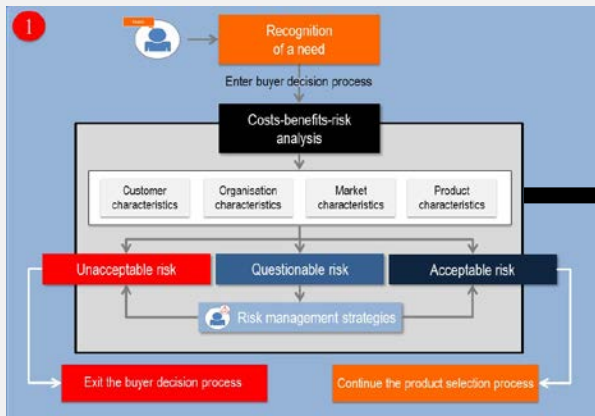 1
Recognition
of a need
Enter buyer decision process
Costs-benefits-risk
analysis
Customer
characteristics
Organisation
characteristics
Market
characteristics
Product
characteristics
Unacceptable risk
Questionable risk
Acceptable risk
Risk management strategies
Exit the buyer decision process
Continue the product selection process